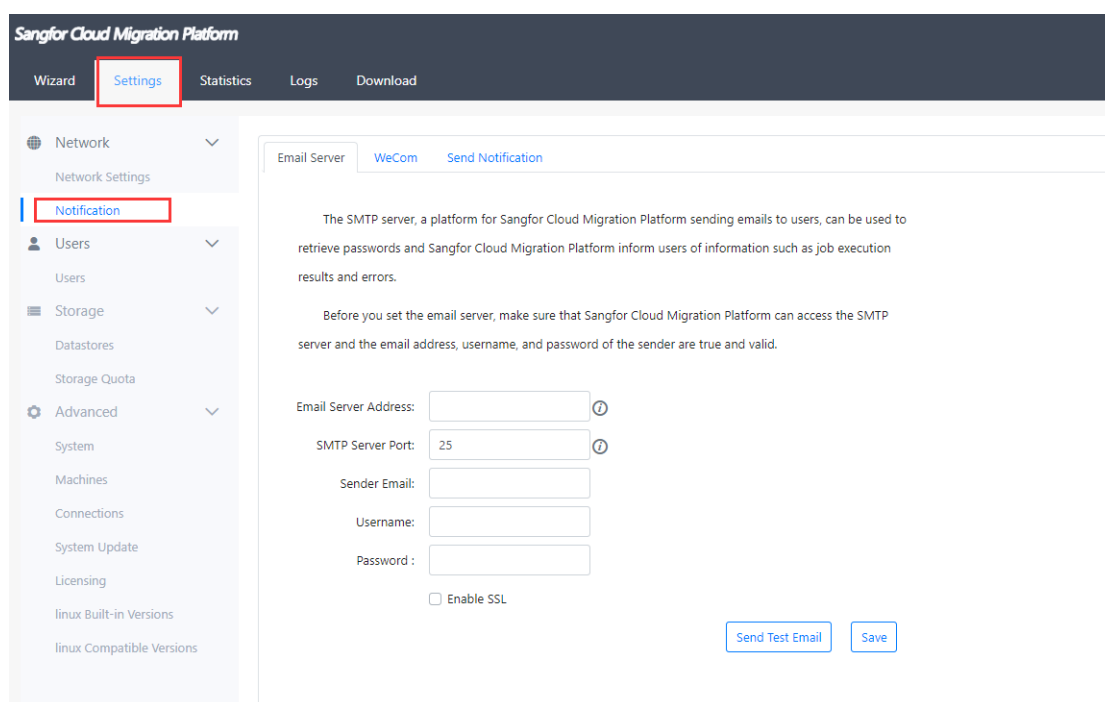 Sangfor Cloud Migration Platform
Wizard Settings Statistics Logs Download
Network
Network Settings
Notification
Users
Users
Storage
Datastores
Storage Quota
Advanced
System
Machines
Connections
System Update
Licensing
linux Built-in Versions
linux Compatible Versions
Email Server WeCom Send Notification
The SMTP server, a platform for Sangfor Cloud Migration Platform sending emails to users, can be used to
retrieve passwords and Sangfor Cloud Migration Platform inform users of information such as job execution
results and errors.
Before you set the email server, make sure that Sangfor Cloud Migration Platform can access the SMTP
server and the email address, username, and password of the sender are true and valid.
Email Server Address:
SMTP Server Port: 25
Sender Email:
Username:
Password :
Enable SSL
Send Test Email Save